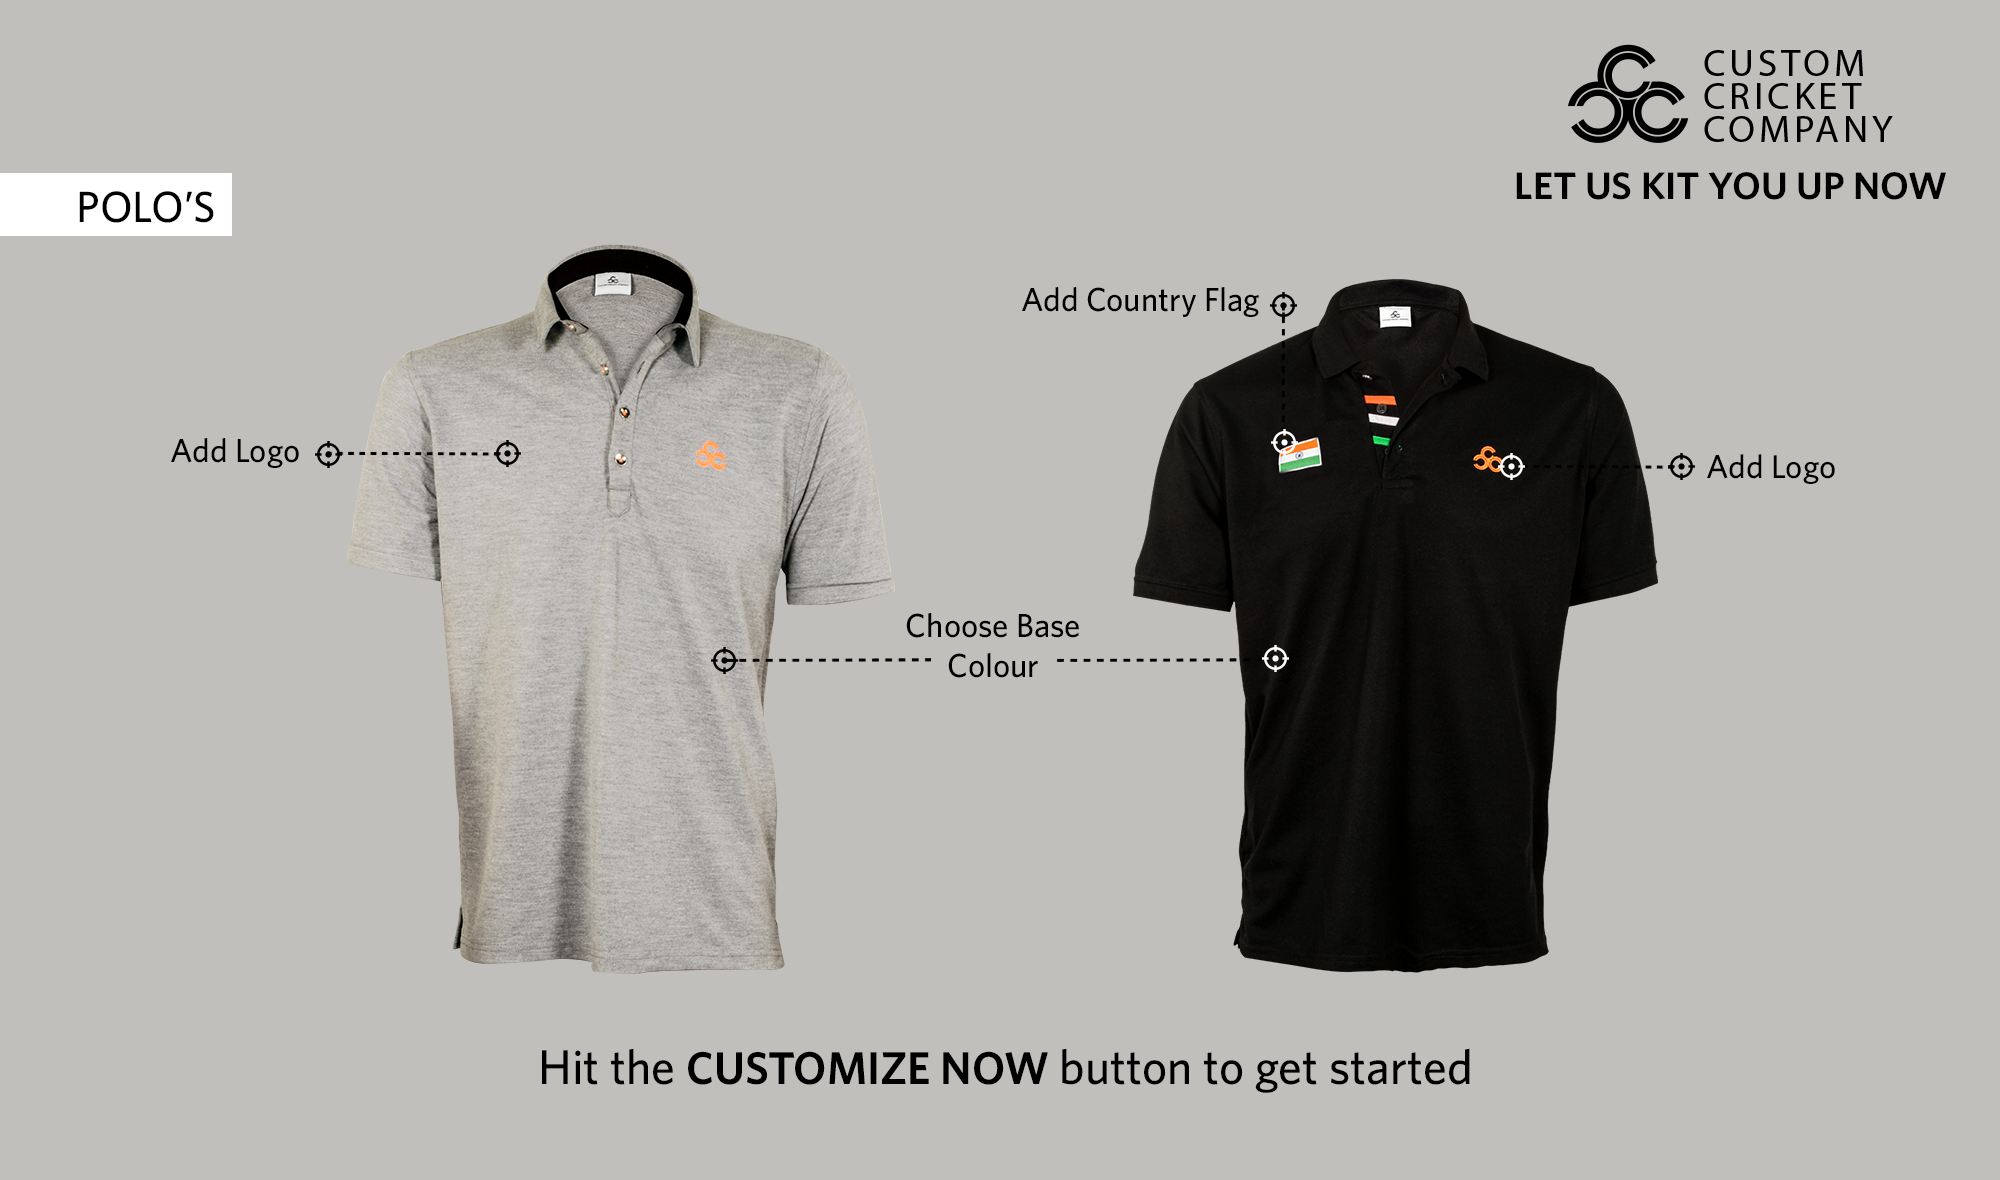 CUSTOM
CRICKET
COMPANY
LET US KIT YOU UP NOW
POLO’S
Add Country Flag
Add Logo
Add Logo
Choose Base
Colour
Hit the CUSTOMIZE NOW button to get started